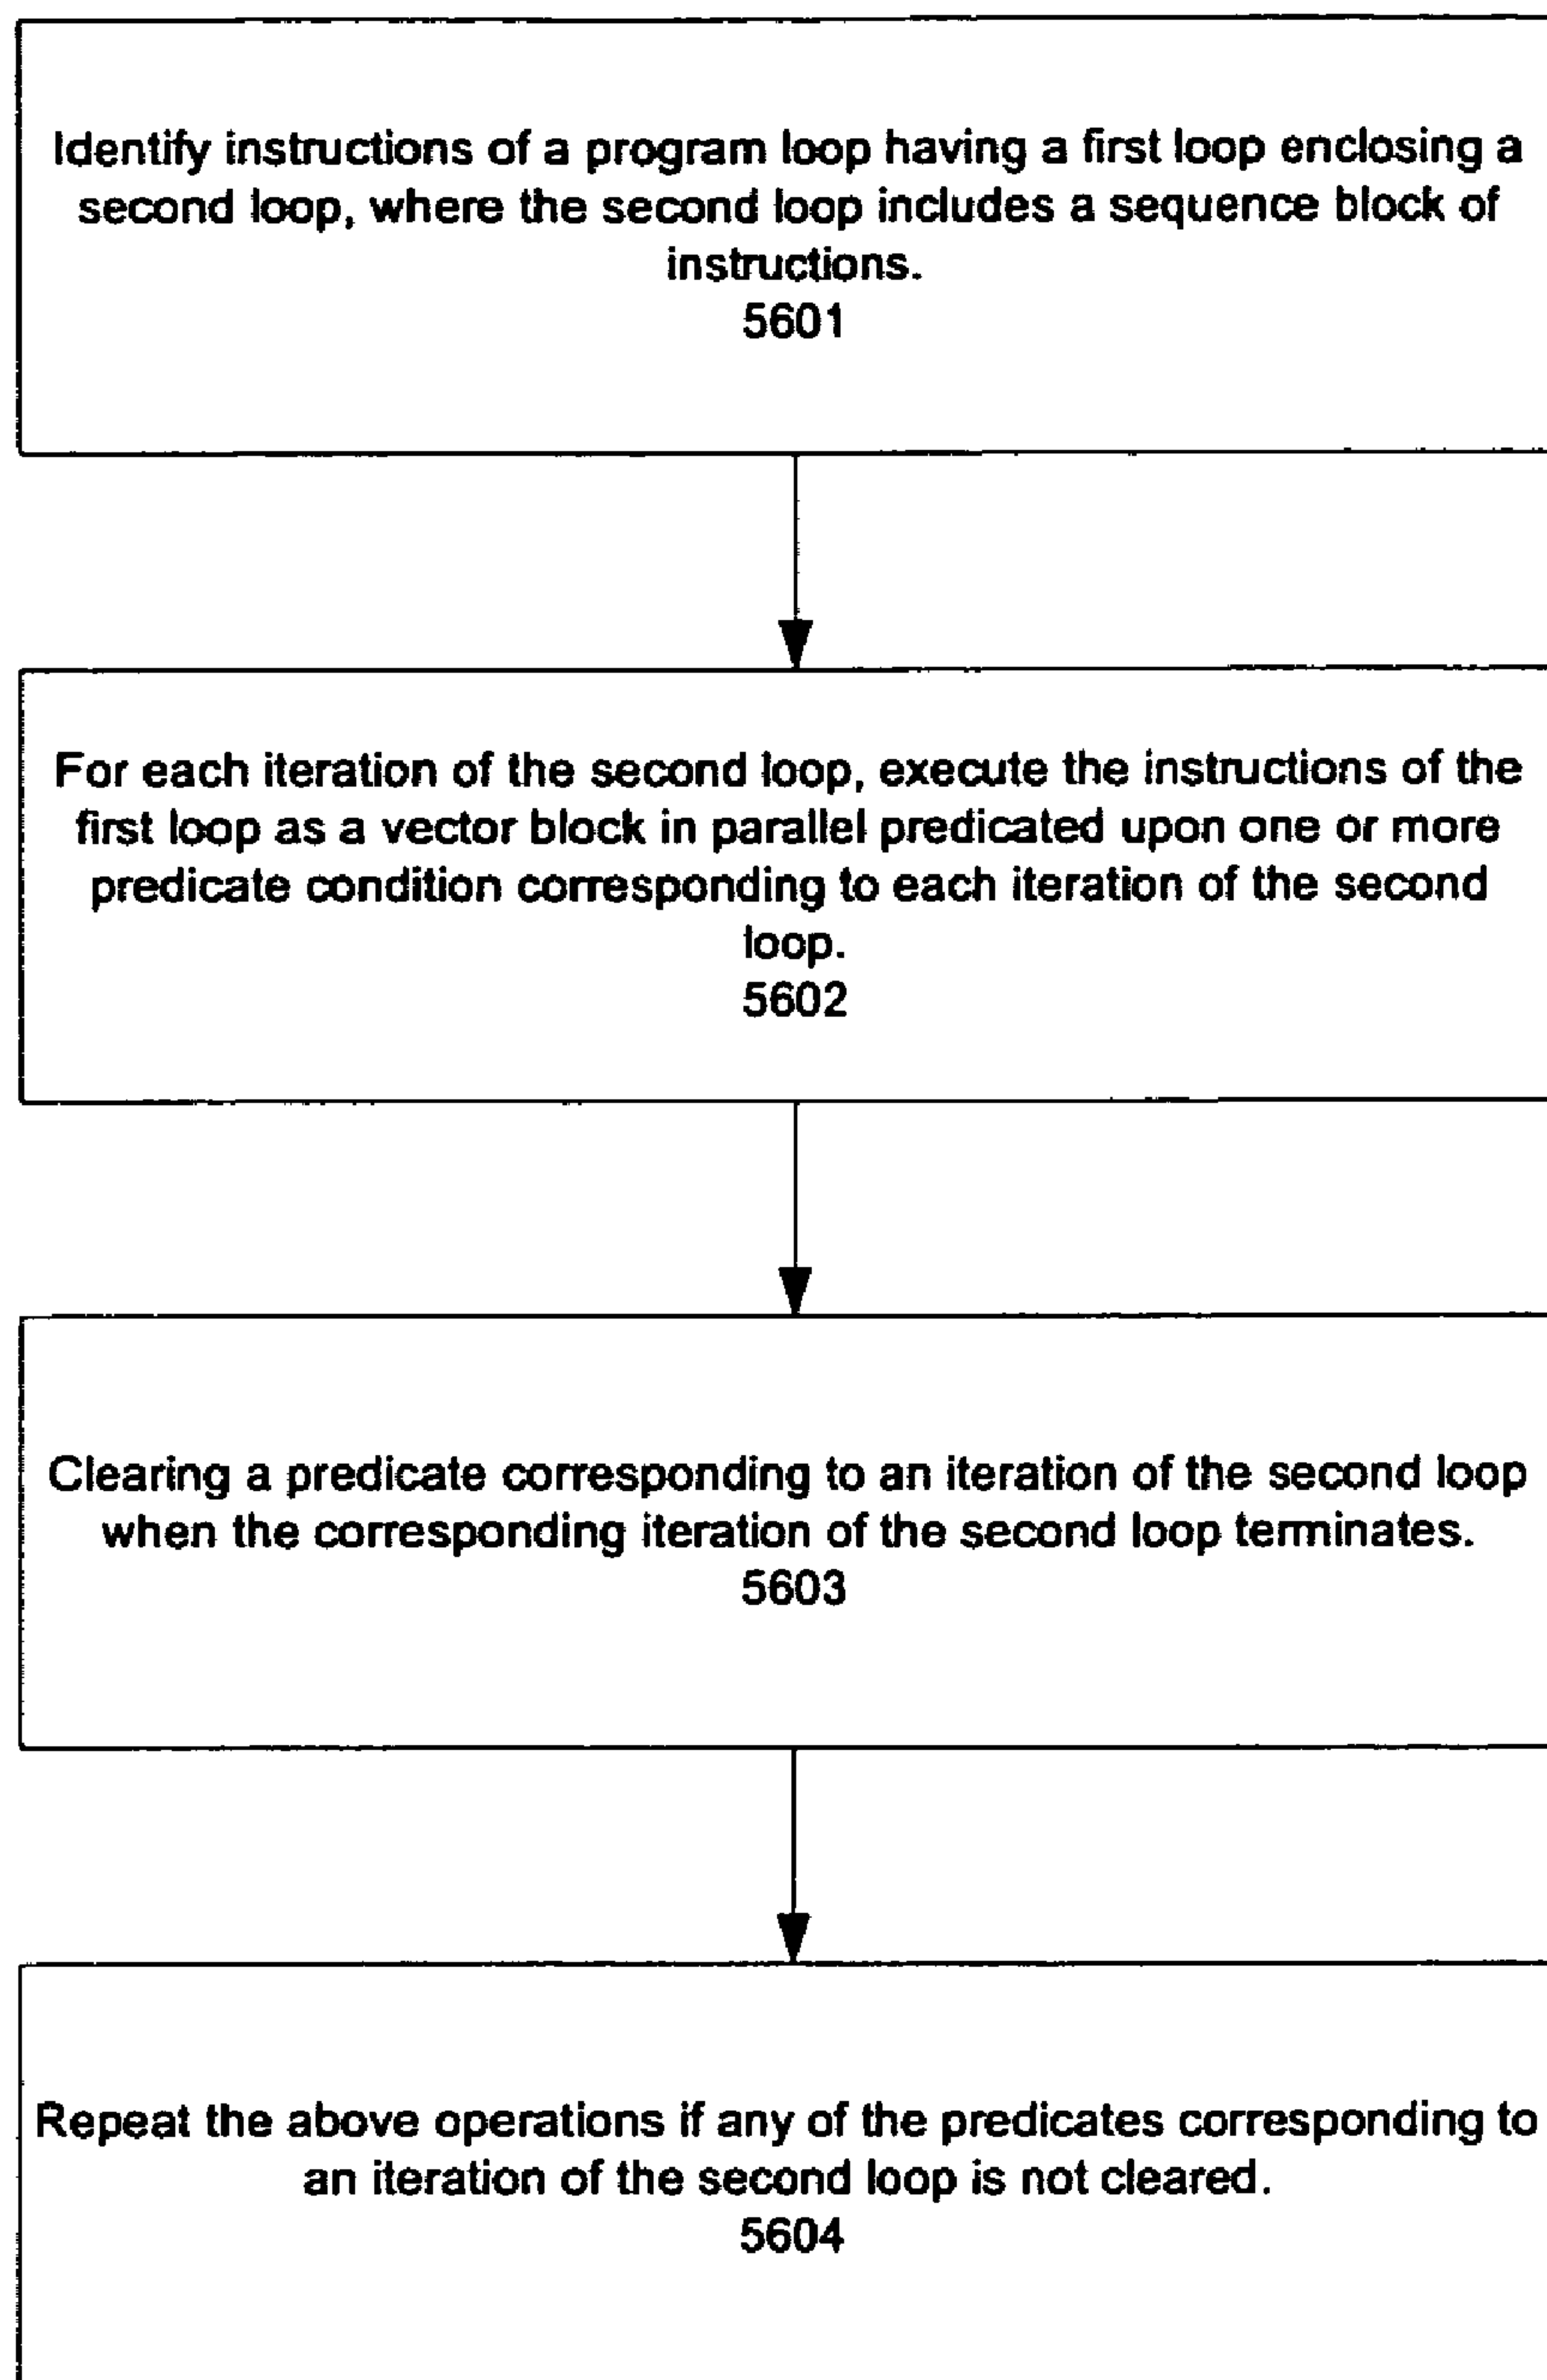 Identify instructions of a program loop having a first loop enclosing a
second loop, where the second loop includes a sequence block of
instructions.
5601
For each iteration of the second loop, execute the instructions of the
first loop as a vector block in parallel predicated upon one or more
predicate condition corresponding to each iteration of the second
loop.
5602
Clearing a predicate corresponding to an iteration of the second loop
when the corresponding iteration of the second loop terminates.
5603
Repeat the above operations if any of the predicates corresponding to
an iteration of the second loop is not cleared.
5604